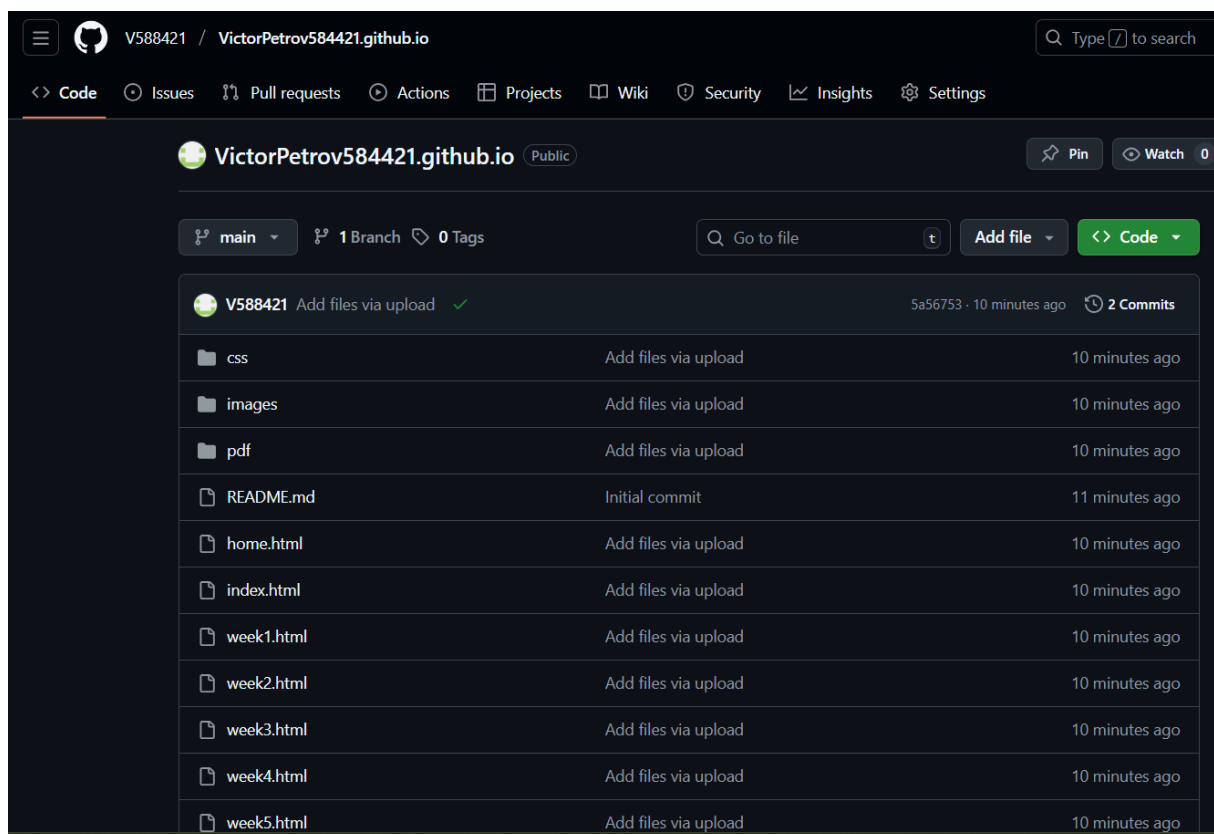 V588421 / VictorPetrov584421.github.io Type / to search
Code Issues Pull requests Actions Projects Wiki Security Insights Settings
VictorPetrov584421.github.io Public Pin Watch 0
main 1 Branch 0 Tags Go to file t Add file Code
V588421 Add files via upload 5a56753 · 10 minutes ago 2 Commits
css Add files via upload 10 minutes ago
images Add files via upload 10 minutes ago
pdf Add files via upload 10 minutes ago
README.md Initial commit 11 minutes ago
home.html Add files via upload 10 minutes ago
index.html Add files via upload 10 minutes ago
week1.html Add files via upload 10 minutes ago
week2.html Add files via upload 10 minutes ago
week3.html Add files via upload 10 minutes ago
week4.html Add files via upload 10 minutes ago
week5.html Add files via upload 10 minutes ago